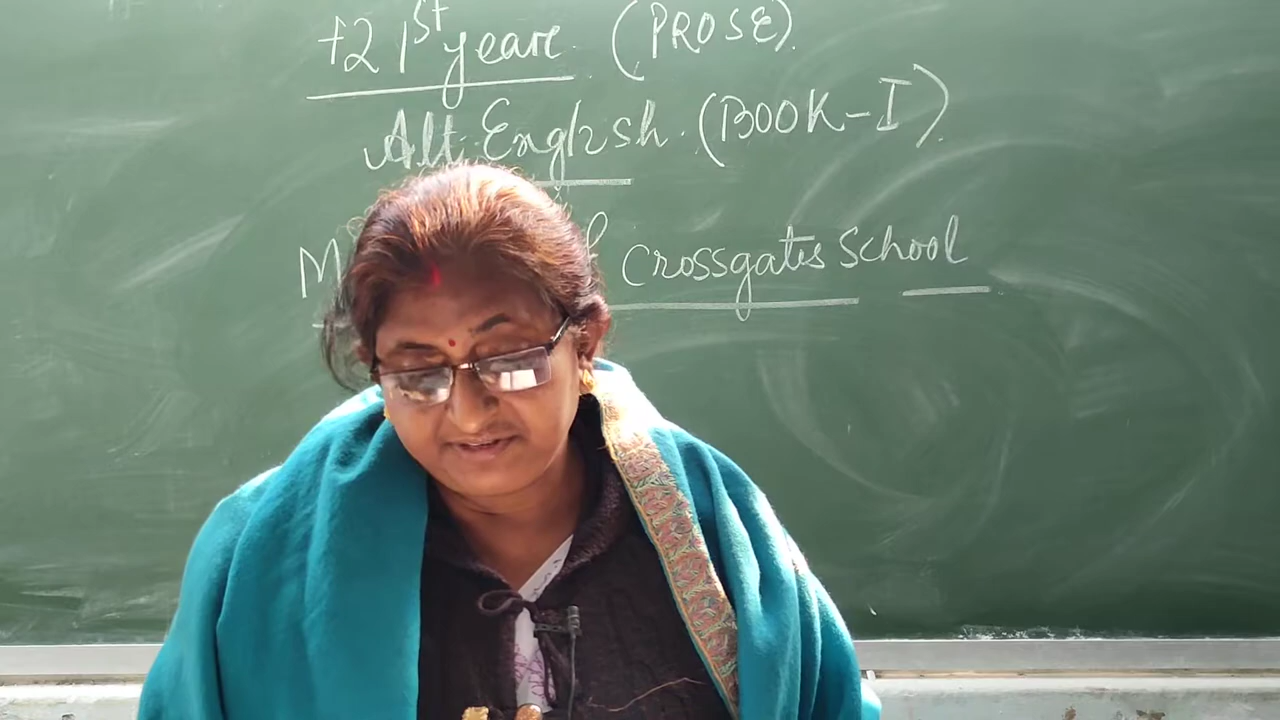 +2 1st year. (PROSE).
Alt. English. (BOOK-I).
Crossgates School